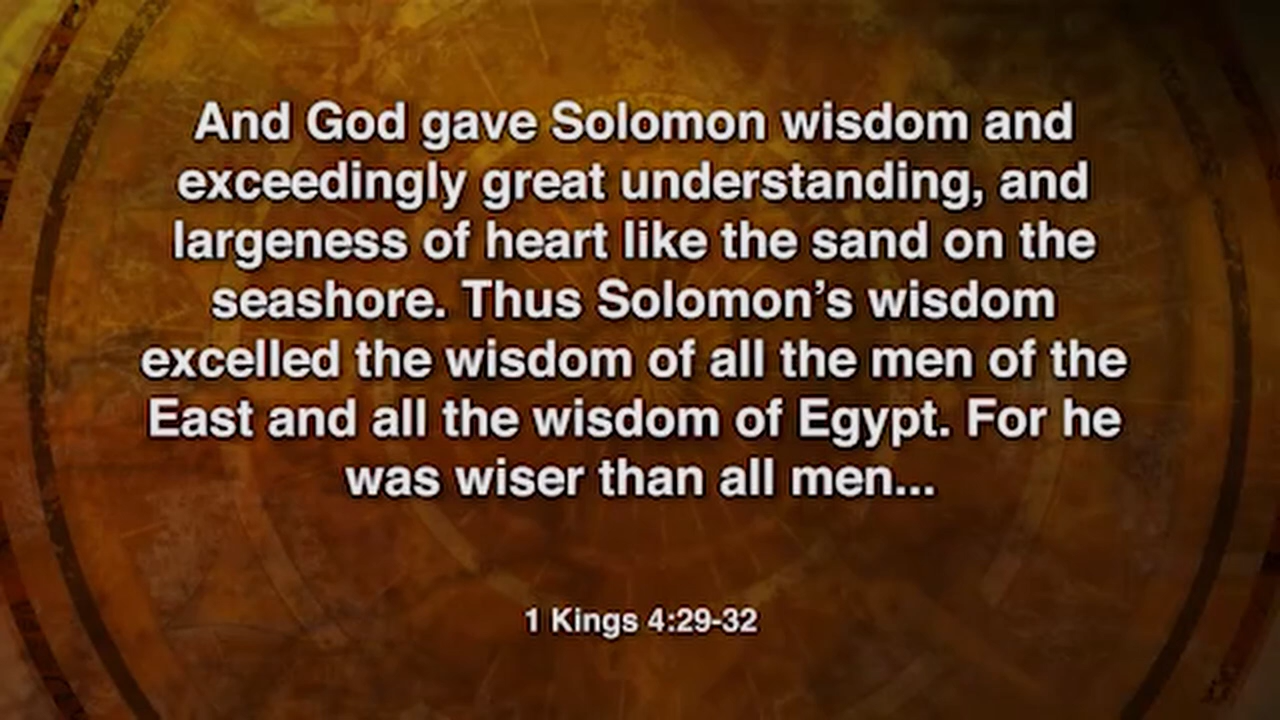 And God gave Solomon wisdom and
exceedingly great understanding, and
largeness of heart like the sand on the
seashore. Thus Solomon’s wisdom
excelled the wisdom of all the men of the
East and all the wisdom of Egypt. For he
was wiser than all men...
1 Kings 4:29-32